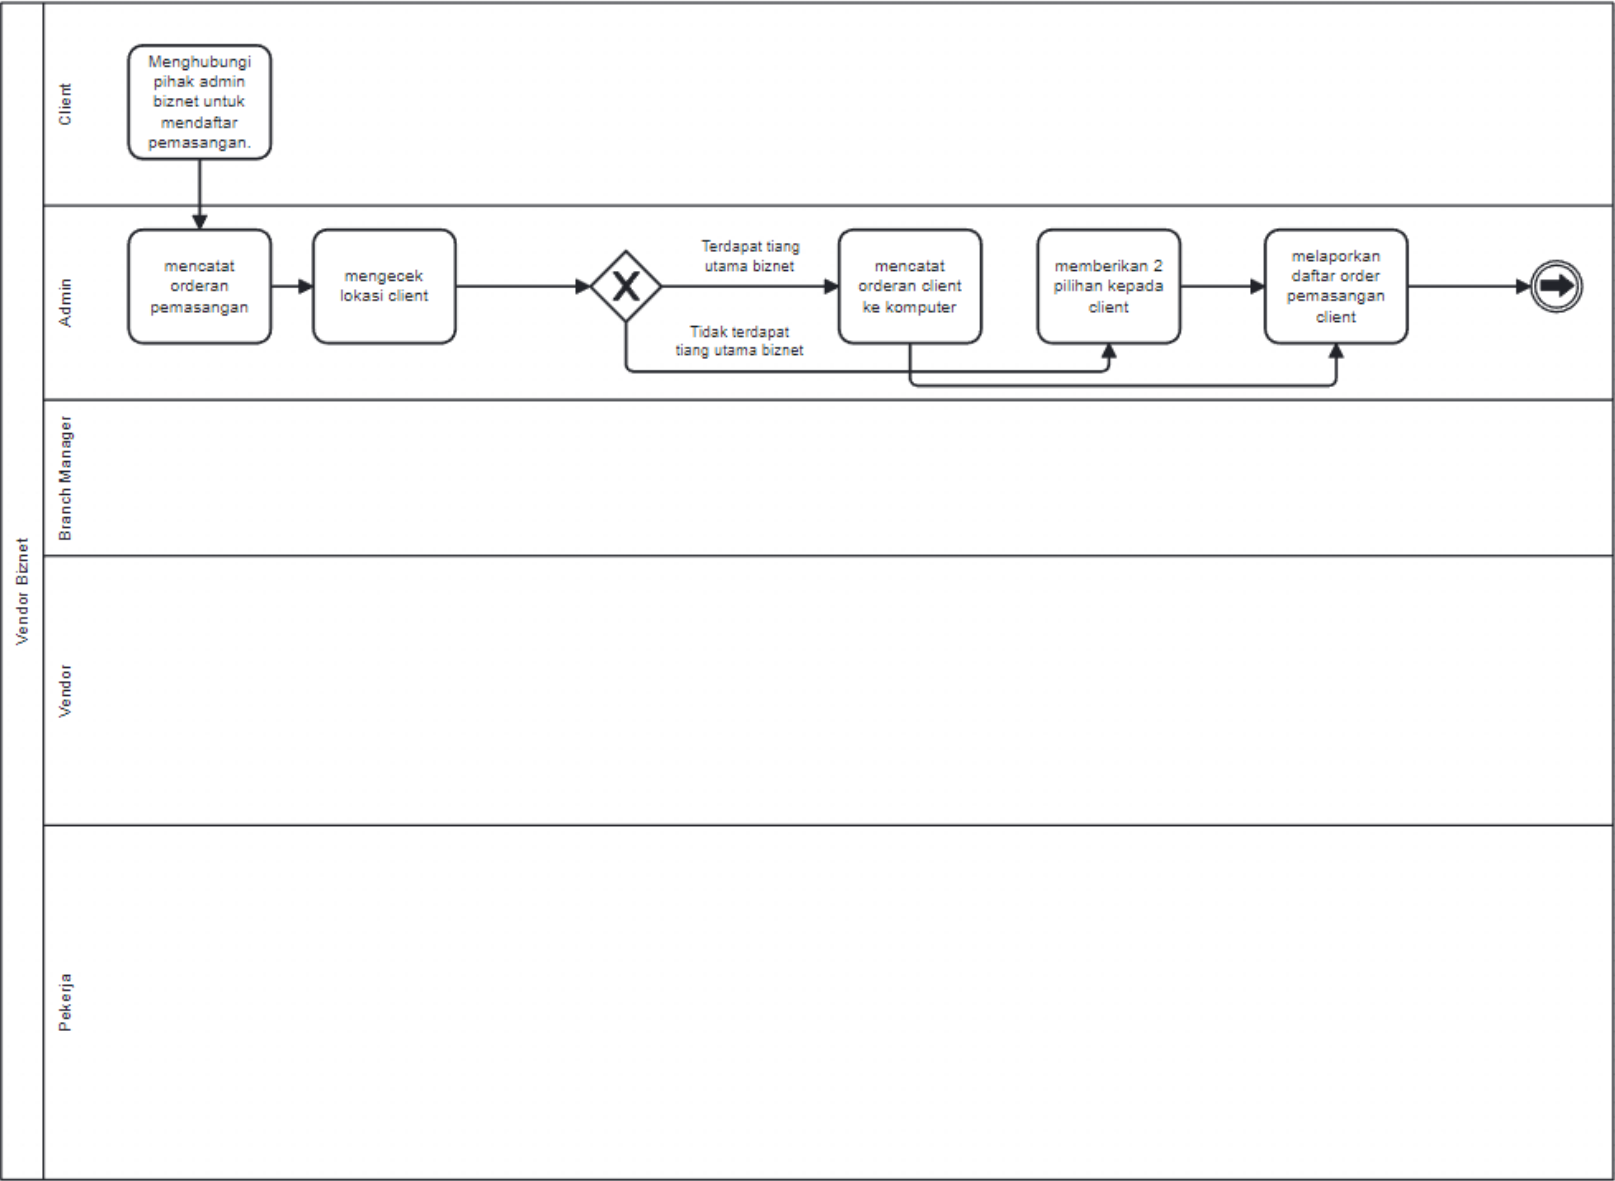 Vendor Biznet
Client
Menghubungi
pihak admin
biznet untuk
mendaftar
pemasangan.
Admin
mencatat
orderan
pemasangan
mengecek
lokasi client
Terdapat tiang
utama biznet
Tidak terdapat
tiang utama biznet
mencatat
orderan client
ke komputer
memberikan 2
pilihan kepada
client
melaporkan
daftar order
pemasangan
client
Branch Manager
Vendor
Pekerja